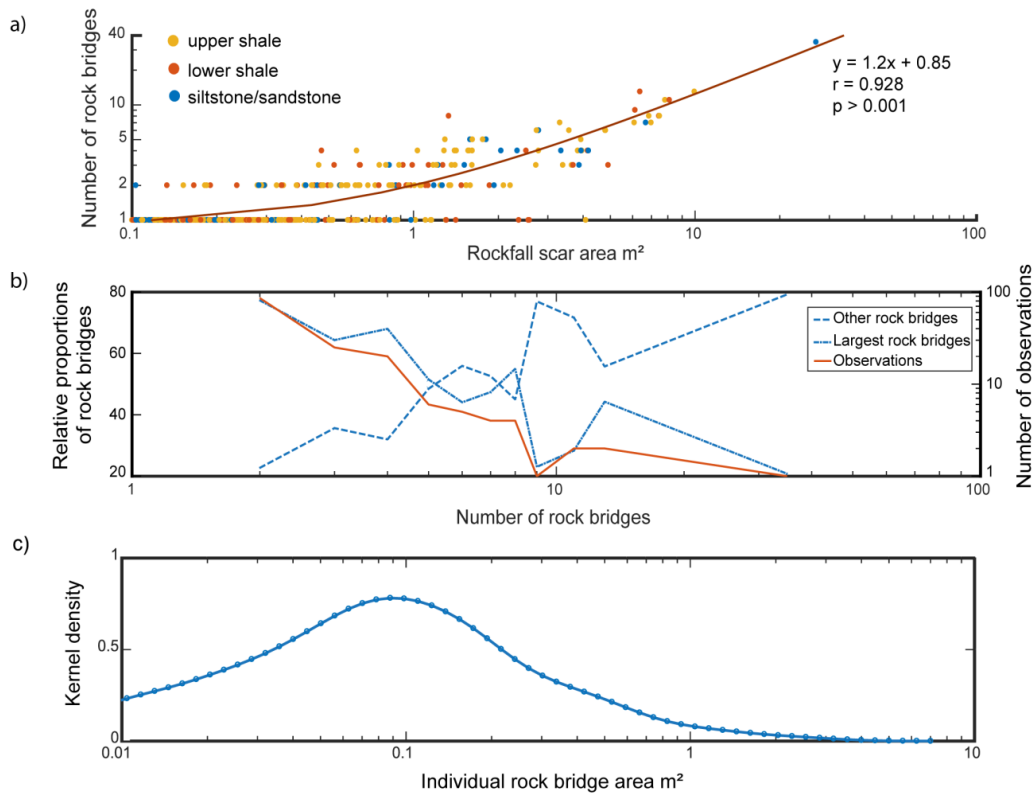 a)
40
10
5
2
1
Number of rock bridges
upper shale
lower shale
siltstone/sandstone
y = 1.2x + 0.85
r = 0.928
p > 0.001
0.1
1
10
100
Rockfall scar area m²
b)
80
60
40
20
Relative proportions
of rock bridges
Other rock bridges
Largest rock bridges
Observations
100
10
1
Number of observations
1
10
100
Number of rock bridges
c)
1
0.5
0
Kernel density
0.01
0.1
1
10
Individual rock bridge area m²